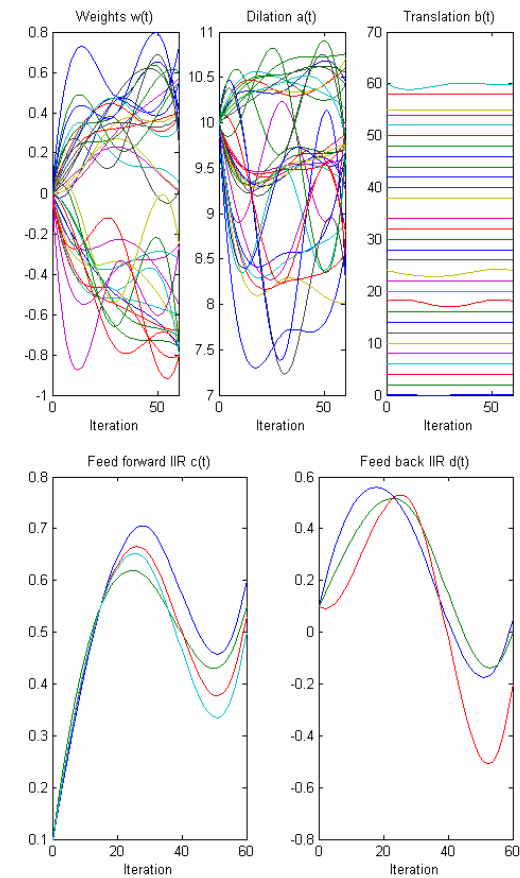 Weights w(t) Dilation a(t) Translation b(t)
0.8 0.6 0.4 0.2 0 -0.2 -0.4 -0.6 -0.8 -1
0 50
Iteration
11 10.5 10 9.5 9 8.5 8 7.5 7
0 50
Iteration
70 60 50 40 30 20 10 0
0 50
Iteration
Feed forward IIR c(t) Feed back IIR d(t)
0.8 0.7 0.6 0.5 0.4 0.3 0.2 0.1
0 20 40 60
Iteration
0.6 0.4 0.2 0 -0.2 -0.4 -0.6 -0.8
0 20 40 60
Iteration